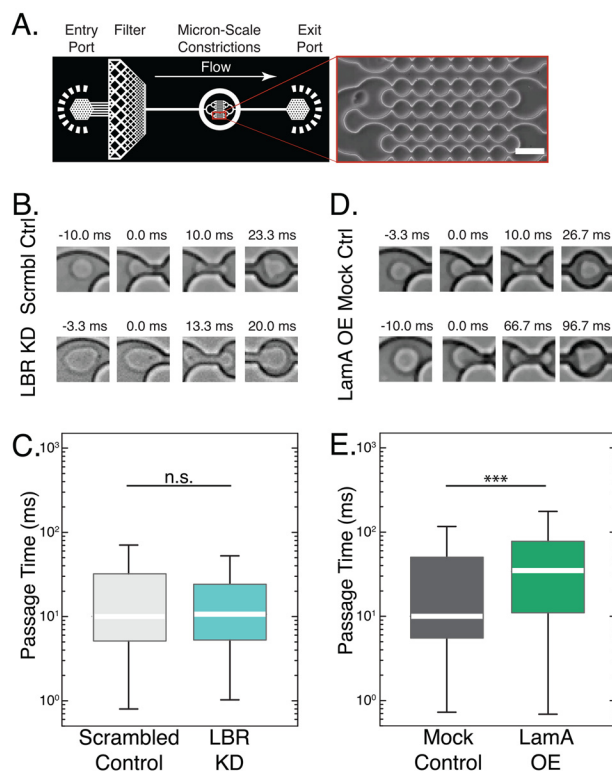 A.
Entry Port
Filter
Micron-Scale Constrictions
Exit Port
Flow
B.
Scrmbl Ctrl
-10.0 ms 0.0 ms 10.0 ms 23.3 ms
LBR KD
-3.3 ms 0.0 ms 13.3 ms 20.0 ms
D.
Mock Ctrl
-3.3 ms 0.0 ms 10.0 ms 26.7 ms
LamA OE
-10.0 ms 0.0 ms 66.7 ms 96.7 ms
C.
Passage Time (ms)
10³
10²
10¹
10⁰
n.s.
Scrambled Control
LBR KD
E.
Passage Time (ms)
10³
10²
10¹
10⁰
***
Mock Control
LamA OE